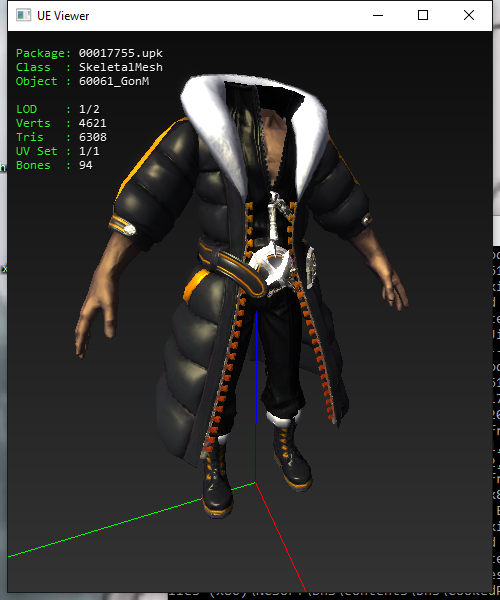 UE Viewer
Package: 00017755.upk
Class : SkeletalMesh
Object : 60061_GonM
LOD : 1/2
Verts : 4621
Tris : 6308
UV Set : 1/1
Bones : 94